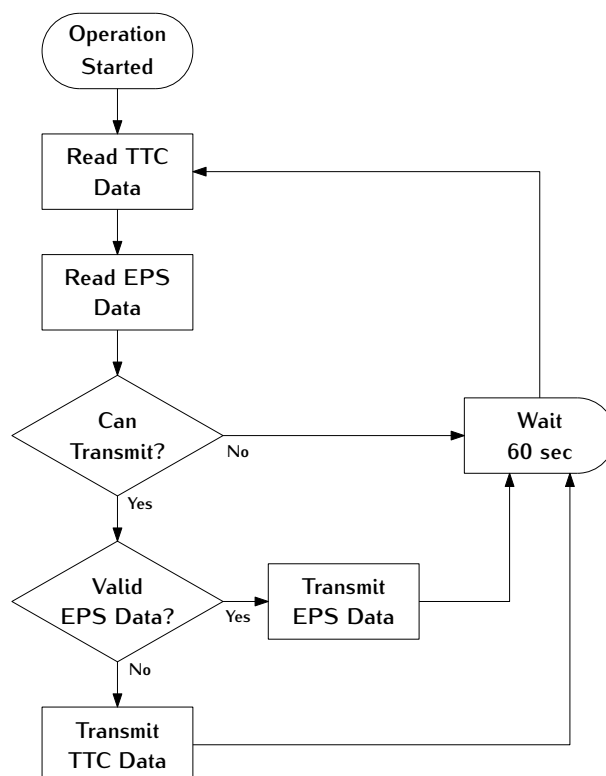 Operation
Started
Read TTC
Data
Read EPS
Data
Can
Transmit?
No
Wait
60 sec
Yes
Valid
EPS Data?
Yes
Transmit
EPS Data
No
Transmit
TTC Data